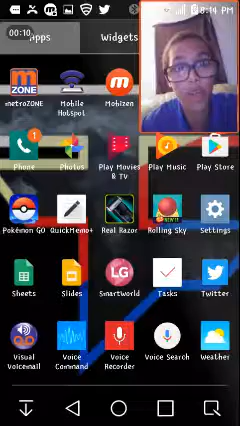 00:10
8:14 PM
Apps
Widgets
ZONE
metroZONE
Mobile HotSpot
Mobizen
1
Phone
Photos
Play Movies & TV
Play Music
Play Store
Pokémon GO
QuickMemo+
Real Razor
Rolling Sky
Settings
Sheets
Slides
LG
SmartWorld
Tasks
Twitter
Visual Voicemail
Voice Command
Voice Recorder
Voice Search
Weather